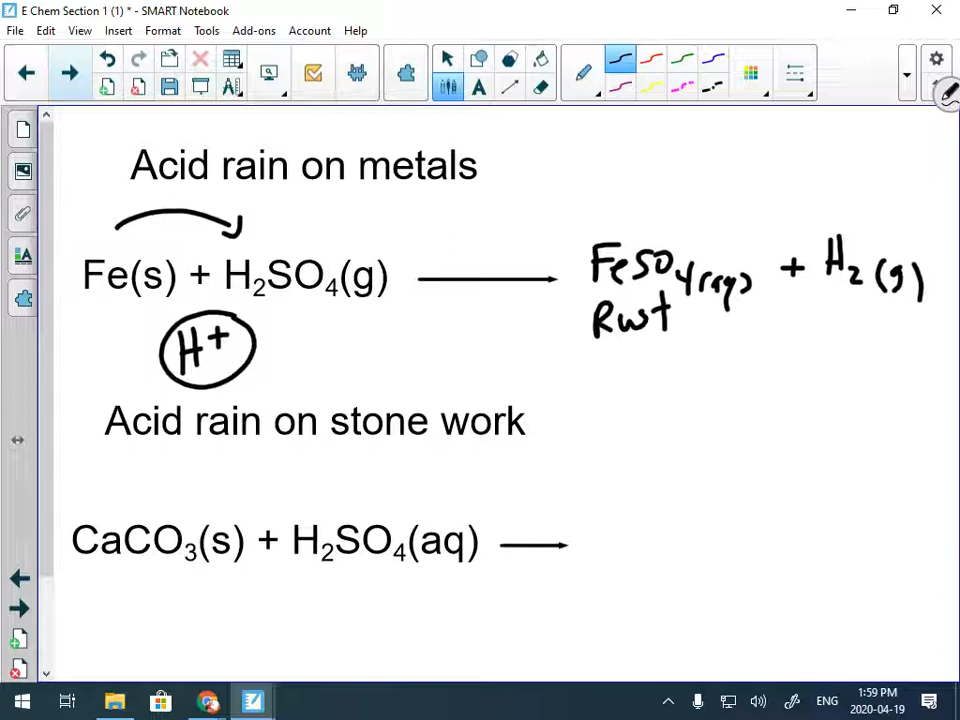 E Chem Section 1 (1) * - SMART Notebook
File Edit View Insert Format Tools Add-ons Account Help
Acid rain on metals
Fe(s) + H₂SO₄(g) ⟶ FeSO₄(aq) + H₂(g)
Rust
H+
Acid rain on stone work
CaCO₃(s) + H₂SO₄(aq) ⟶
ENG
1:59 PM
2020-04-19